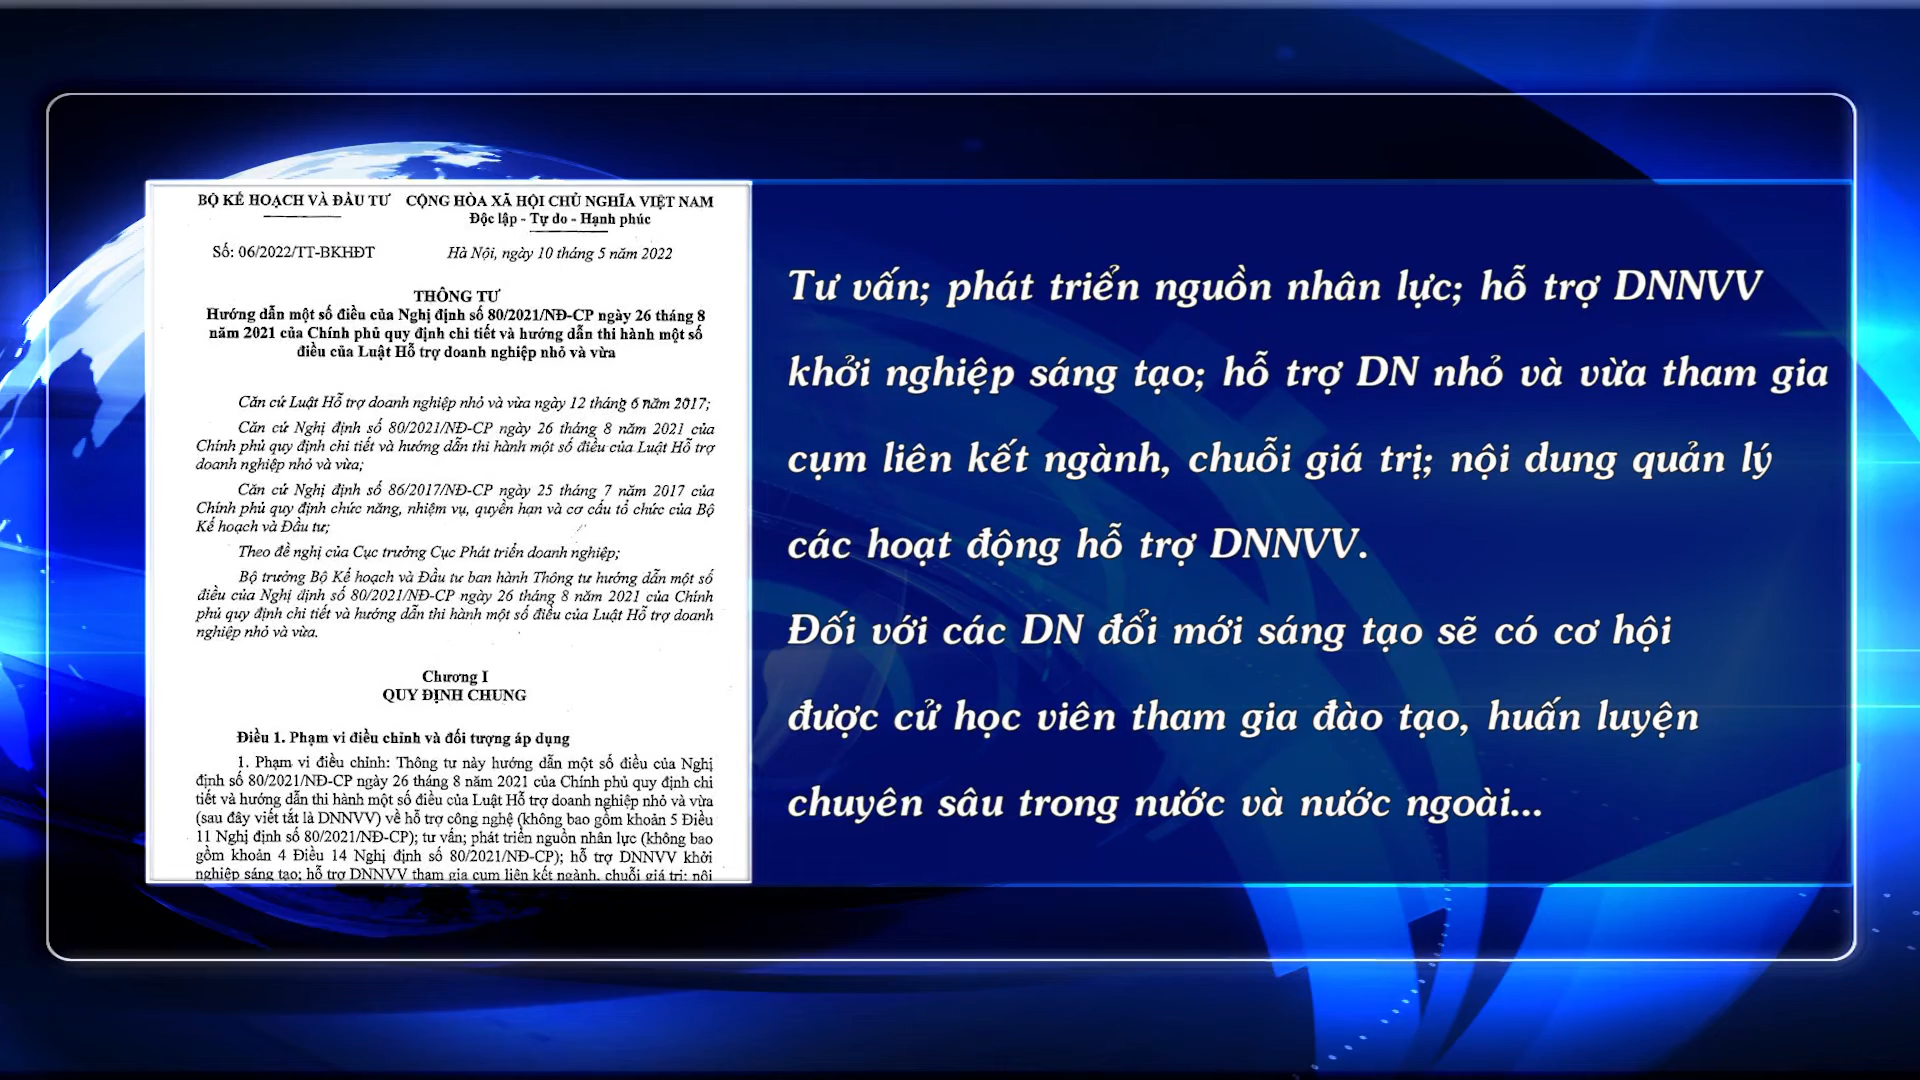 BỘ KẾ HOẠCH VÀ ĐẦU TƯ
CỘNG HÒA XÃ HỘI CHỦ NGHĨA VIỆT NAM
Độc lập - Tự do - Hạnh phúc
Số: 06/2022/TT-BKHĐT
Hà Nội, ngày 10 tháng 5 năm 2022
THÔNG TƯ
Hướng dẫn một số điều của Nghị định số 80/2021/NĐ-CP ngày 26 tháng 8
năm 2021 của Chính phủ quy định chi tiết và hướng dẫn thi hành một số
điều của Luật Hỗ trợ doanh nghiệp nhỏ và vừa
Căn cứ Luật Hỗ trợ doanh nghiệp nhỏ và vừa ngày 12 tháng 6 năm 2017;
Căn cứ Nghị định số 80/2021/NĐ-CP ngày 26 tháng 8 năm 2021 của
Chính phủ quy định chi tiết và hướng dẫn thi hành một số điều của Luật Hỗ trợ
doanh nghiệp nhỏ và vừa;
Căn cứ Nghị định số 86/2017/NĐ-CP ngày 25 tháng 7 năm 2017 của
Chính phủ quy định chức năng, nhiệm vụ, quyền hạn và cơ cấu tổ chức của Bộ
Kế hoạch và Đầu tư;
Theo đề nghị của Cục trưởng Cục Phát triển doanh nghiệp;
Bộ trưởng Bộ Kế hoạch và Đầu tư ban hành Thông tư hướng dẫn một số
điều của Nghị định số 80/2021/NĐ-CP ngày 26 tháng 8 năm 2021 của Chính
phủ quy định chi tiết và hướng dẫn thi hành một số điều của Luật Hỗ trợ doanh
nghiệp nhỏ và vừa.
Chương I
QUY ĐỊNH CHUNG
Điều 1. Phạm vi điều chỉnh và đối tượng áp dụng
1. Phạm vi điều chỉnh: Thông tư này hướng dẫn một số điều của Nghị
định số 80/2021/NĐ-CP ngày 26 tháng 8 năm 2021 của Chính phủ quy định chi
tiết và hướng dẫn thi hành một số điều của Luật Hỗ trợ doanh nghiệp nhỏ và vừa
(sau đây viết tắt là DNNVV) về hỗ trợ công nghệ (không bao gồm khoản 5 Điều
11 Nghị định số 80/2021/NĐ-CP); tư vấn; phát triển nguồn nhân lực (không bao
gồm khoản 4 Điều 14 Nghị định số 80/2021/NĐ-CP); hỗ trợ DNNVV khởi
nghiệp sáng tạo; hỗ trợ DNNVV tham gia cụm liên kết ngành, chuỗi giá trị; nội
Tư vấn; phát triển nguồn nhân lực; hỗ trợ DNNVV
khởi nghiệp sáng tạo; hỗ trợ DN nhỏ và vừa tham gia
cụm liên kết ngành, chuỗi giá trị; nội dung quản lý
các hoạt động hỗ trợ DNNVV.
Đối với các DN đổi mới sáng tạo sẽ có cơ hội
được cử học viên tham gia đào tạo, huấn luyện
chuyên sâu trong nước và nước ngoài...